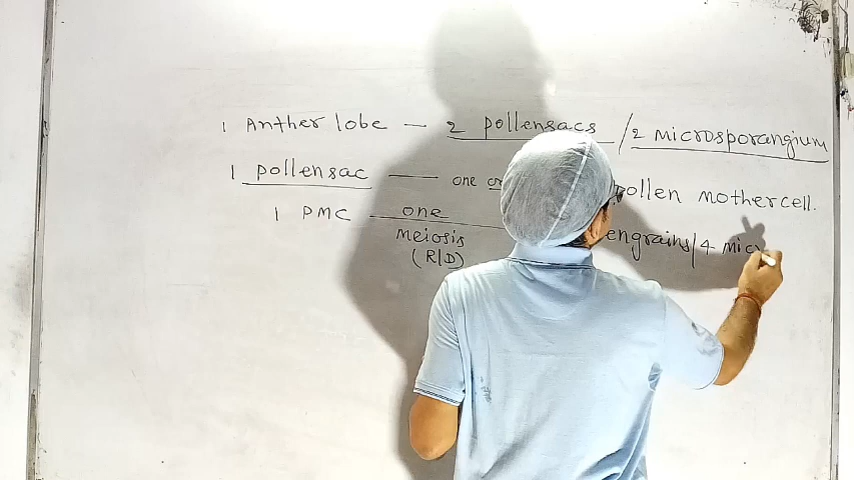 1 Anther lobe — 2 pollensacs / 2 microsporangium
1 pollensac — one pollen mothercell.
1 PMC one engrains/4 mic
meiosis
(R/D)